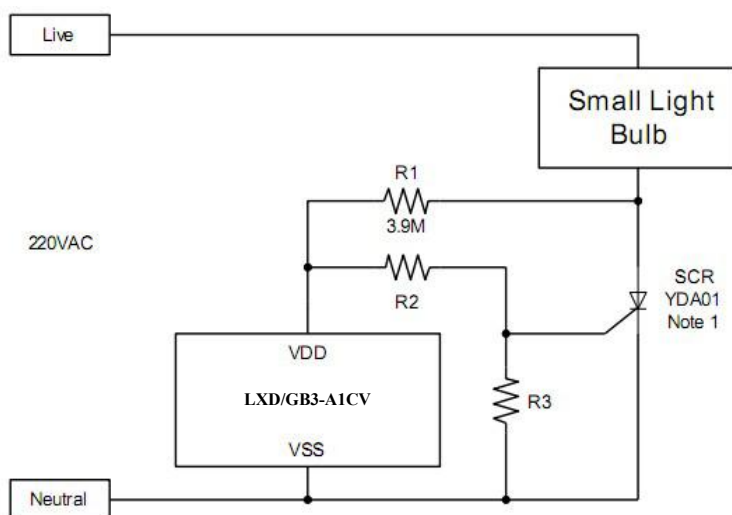 Live
Small Light
Bulb
R1
3.9M
220VAC
R2
SCR
YDA01
Note 1
VDD
LXD/GB3-A1CV
R3
VSS
Neutral